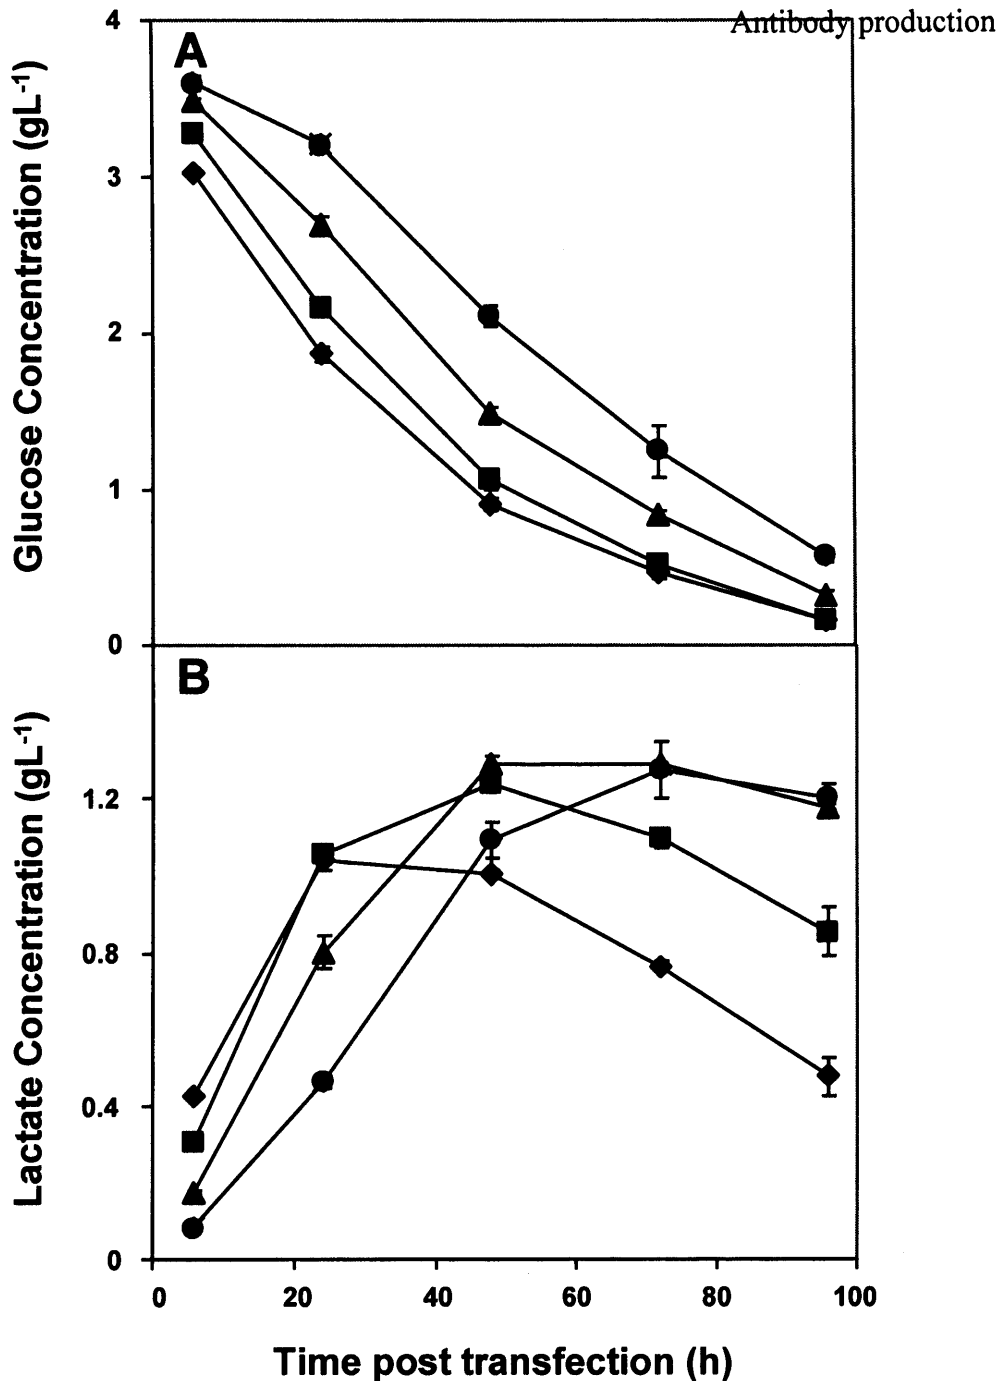 Antibody production
A
4
3
2
1
0
Glucose Concentration (gL-1)
B
1.2
0.8
0.4
0
Lactate Concentration (gL-1)
0 20 40 60 80 100
Time post transfection (h)